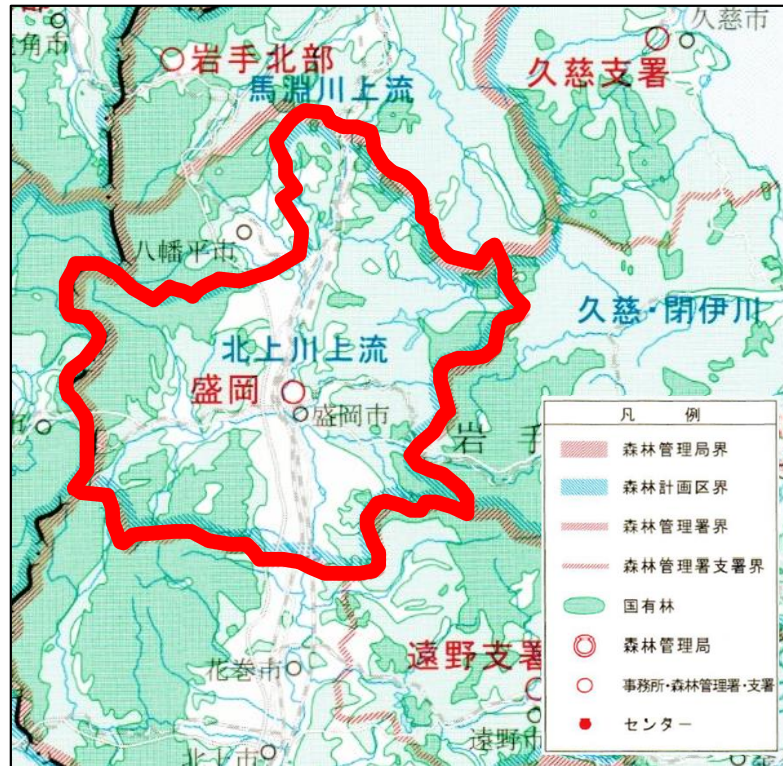 久慈市
角市
岩手北部
久慈支署
馬淵川上流
八幡平市
久慈・閉伊川
北上川上流
盛岡
盛岡市
岩手
凡例
森林管理局界
森林計画区界
森林管理署界
森林管理署支署界
国有林
森林管理局
事務所・森林管理署・支署
センター
遠野支署
花巻市
遠野市
北上市